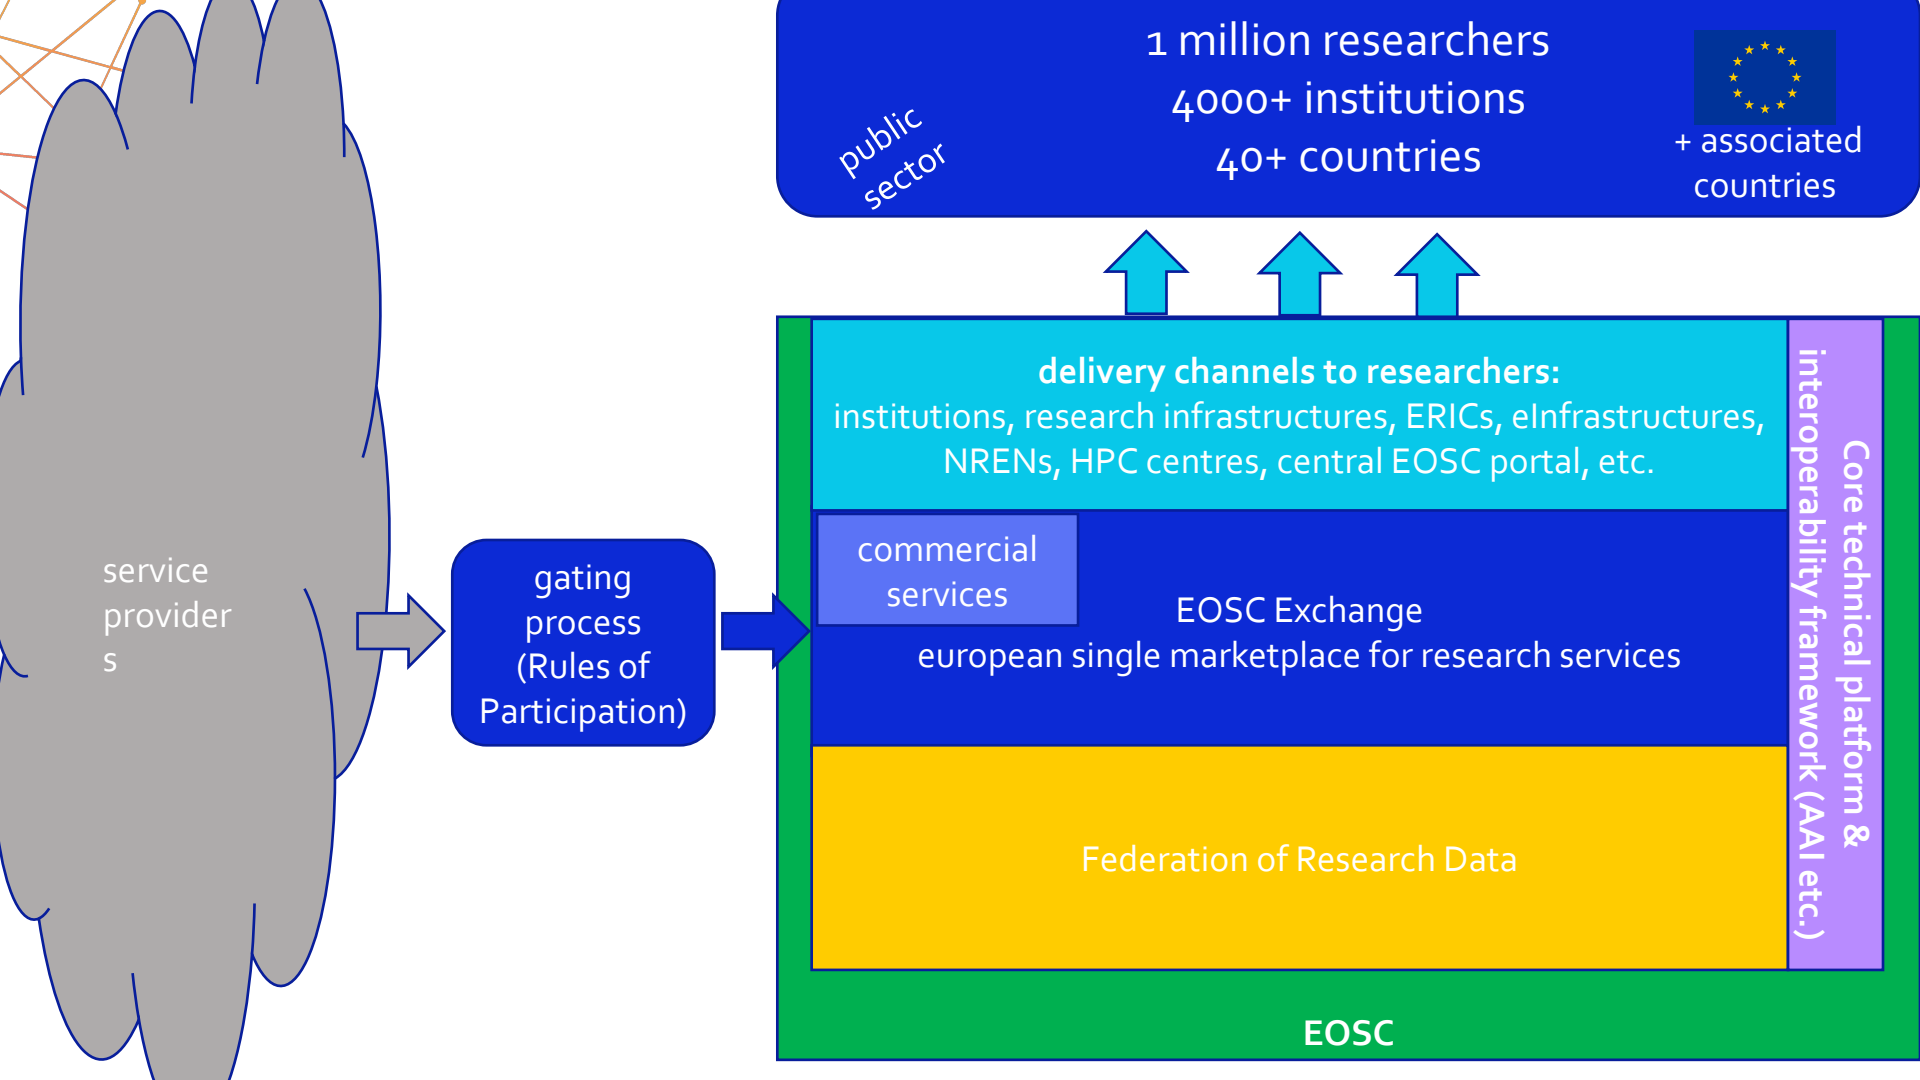 1 million researchers
4000+ institutions
40+ countries
public
sector
+ associated
countries
delivery channels to researchers:
institutions, research infrastructures, ERICs, eInfrastructures,
NRENs, HPC centres, central EOSC portal, etc.
commercial
services
EOSC Exchange
european single marketplace for research services
Federation of Research Data
Core technical platform &
interoperability framework (AAI etc.)
EOSC
service
provider
s
gating
process
(Rules of
Participation)